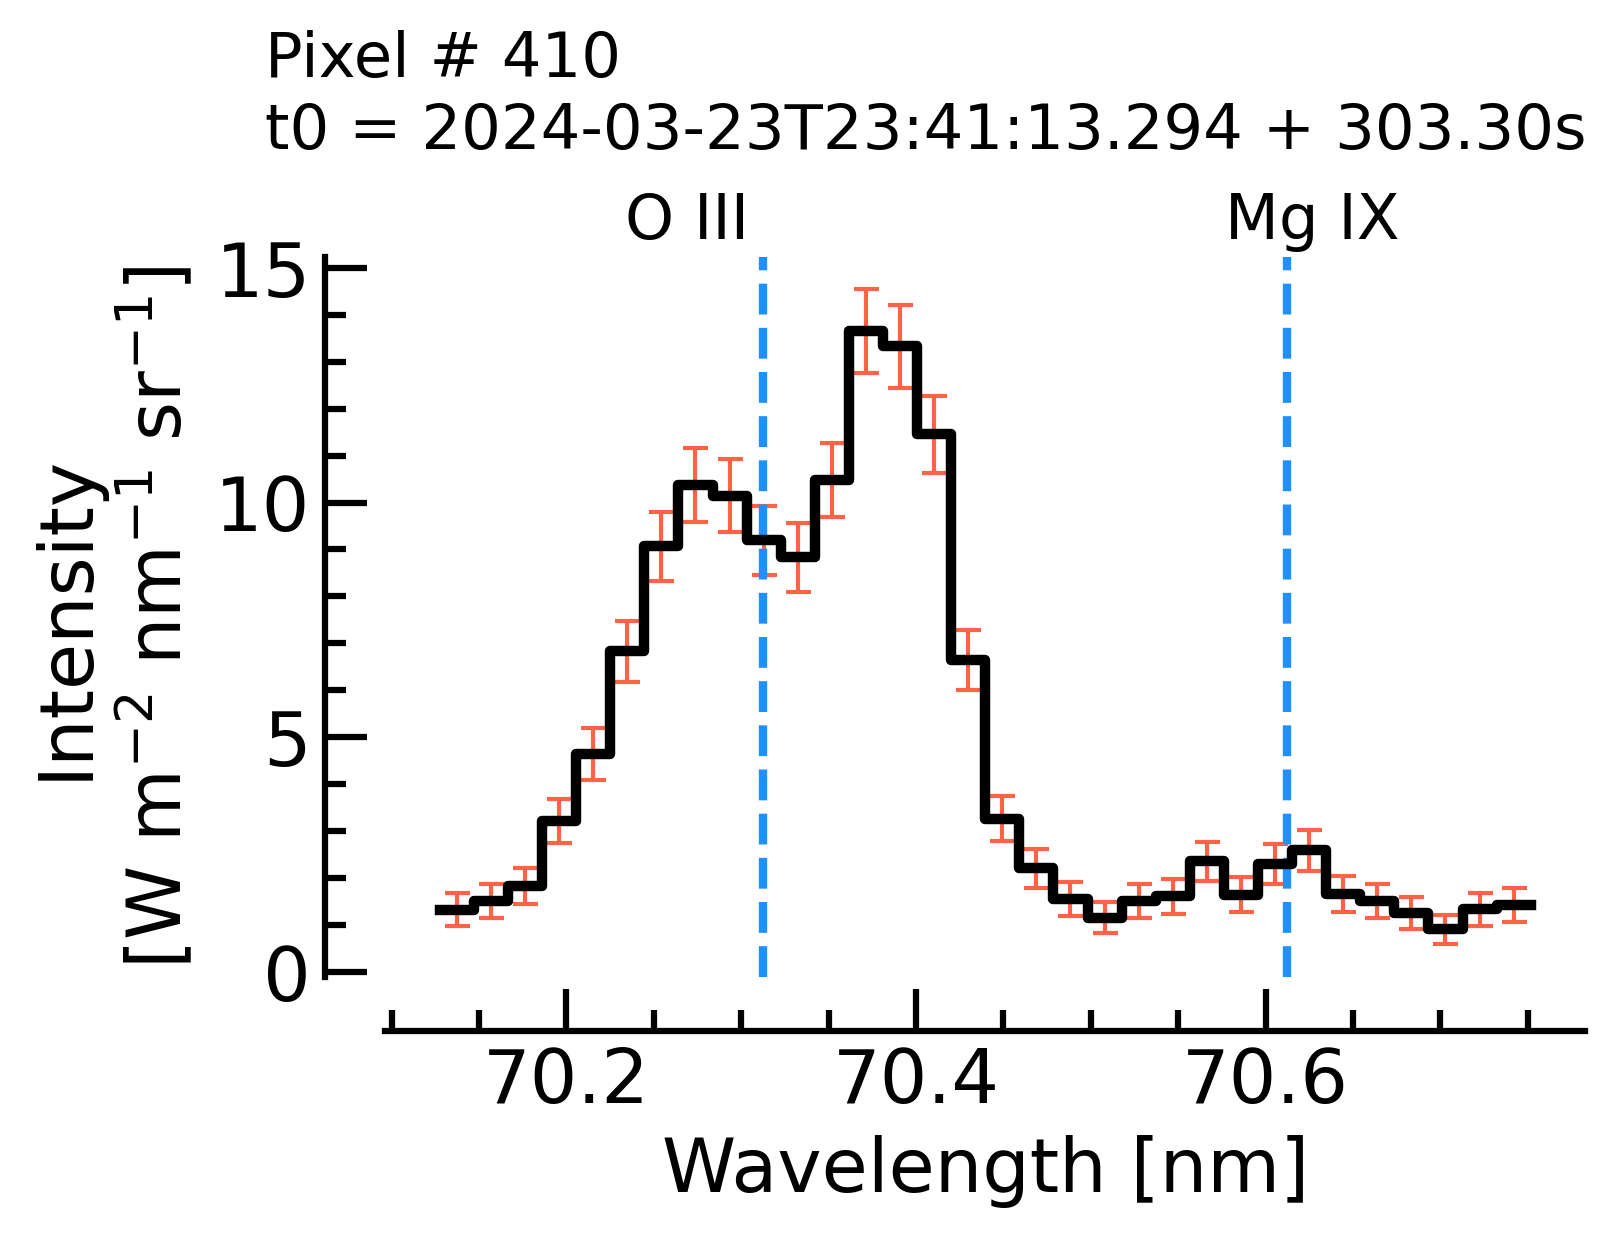 Pixel # 410
t0 = 2024-03-23T23:41:13.294 + 303.30s
O III
Mg IX
15
10
5
0
Intensity
[W m⁻² nm⁻¹ sr⁻¹]
70.2
70.4
70.6
Wavelength [nm]